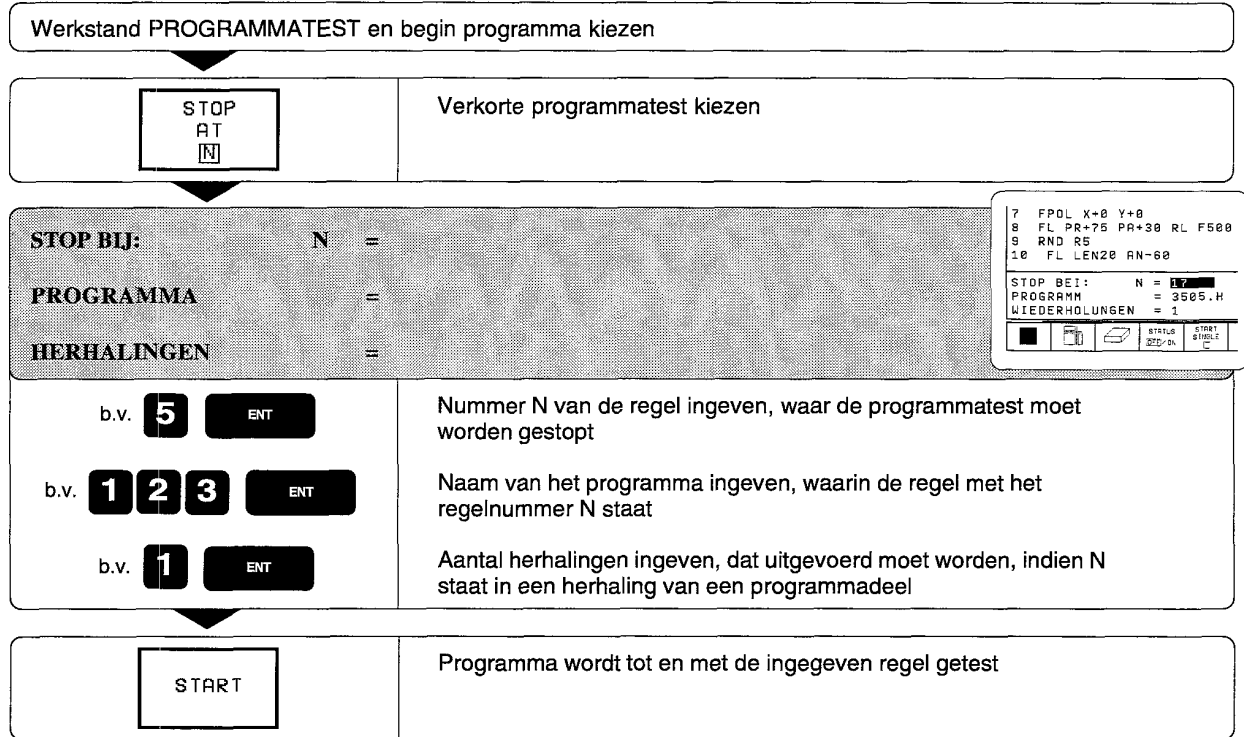 Werkstand PROGRAMMATEST en begin programma kiezen
STOP
AT
N
Verkorte programmatest kiezen
STOP BIJ: N =
PROGRAMMA =
HERHALINGEN =
7 FPOL X+0 Y+0
8 FL PR+75 PA+30 RL F500
9 RND R5
10 FL LEN20 AN-60
STOP BEI: N = 17
PROGRAMM = 3505.H
WIEDERHOLUNGEN = 1
STATUS
OFF/ON
START
SINGLE
b.v. 5 ENT
Nummer N van de regel ingeven, waar de programmatest moet
worden gestopt
b.v. 1 2 3 ENT
Naam van het programma ingeven, waarin de regel met het
regelnummer N staat
b.v. 1 ENT
Aantal herhalingen ingeven, dat uitgevoerd moet worden, indien N
staat in een herhaling van een programmadeel
START
Programma wordt tot en met de ingegeven regel getest